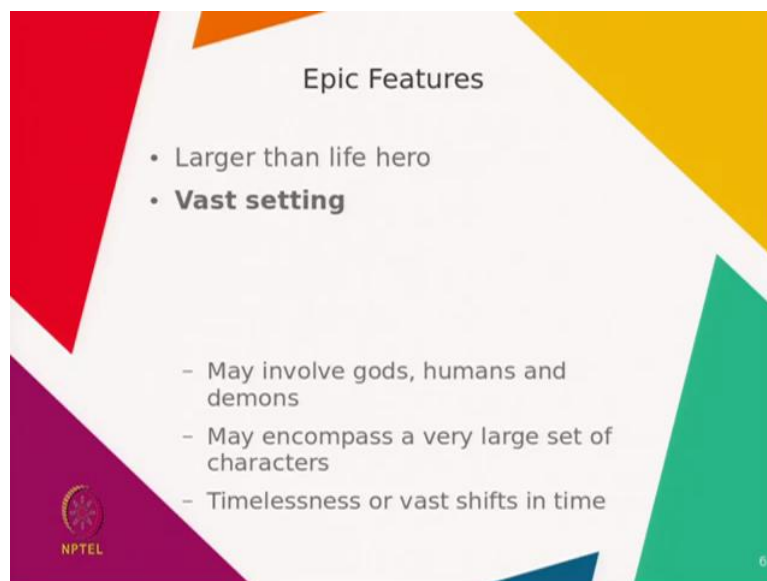 Epic Features
• Larger than life hero
• Vast setting
– May involve gods, humans and
demons
– May encompass a very large set of
characters
– Timelessness or vast shifts in time
NPTEL
6